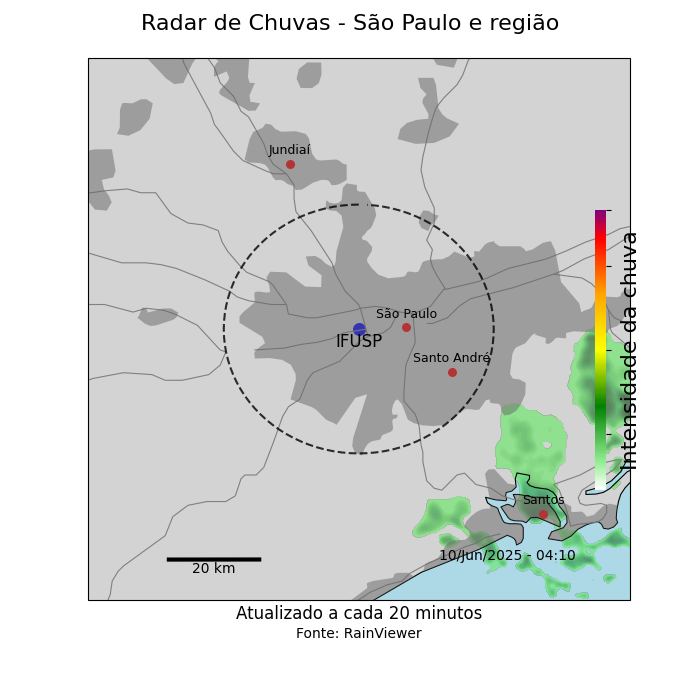 Radar de Chuvas - São Paulo e região
Jundiaí
São Paulo
IFUSP
Santo André
Intensidade da chuva
Santos
10/Jun/2025 - 04:10
20 km
Atualizado a cada 20 minutos
Fonte: RainViewer